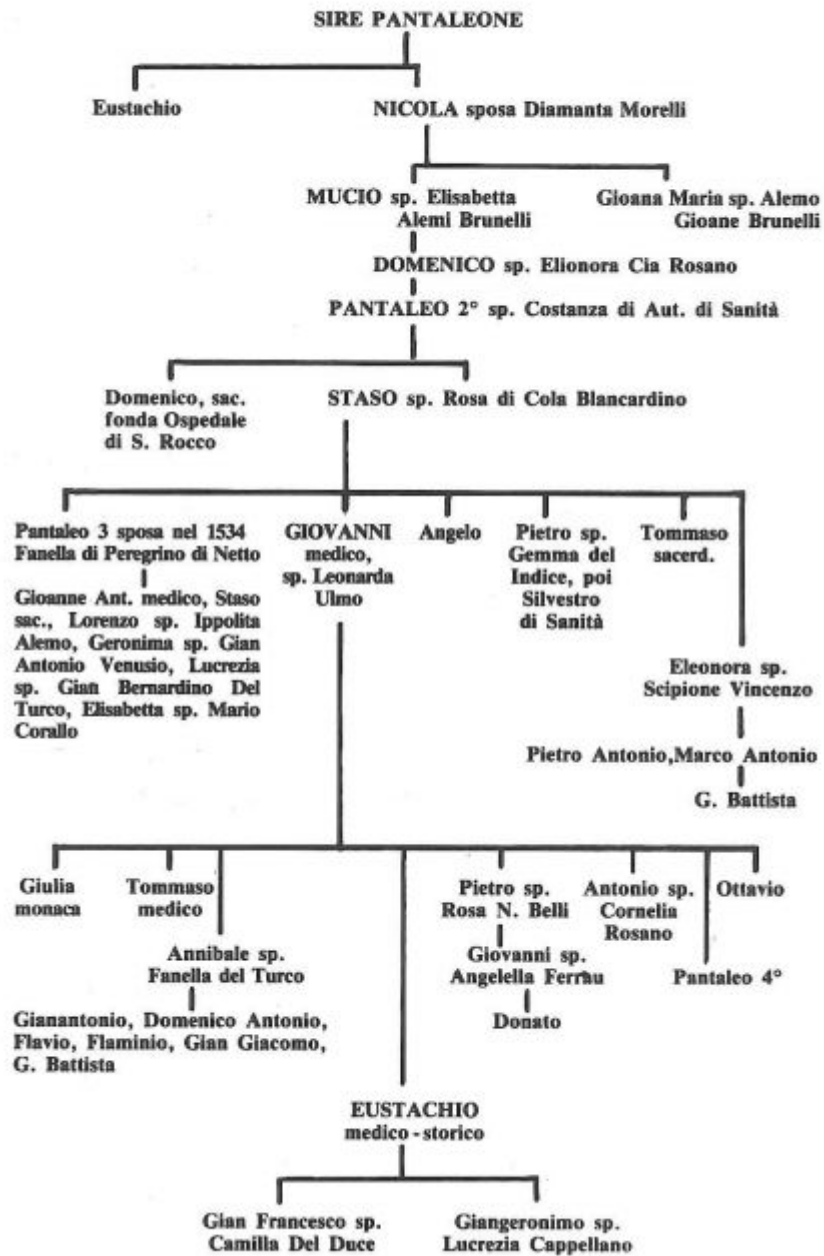 SIRE PANTALEONE
Eustachio
NICOLA sposa Diamanta Morelli
MUCIO sp. Elisabetta
Alemi Brunelli
Gioana Maria sp. Alemo
Gioane Brunelli
DOMENICO sp. Elionora Cia Rosano
PANTALEO 2° sp. Costanza di Aut. di Sanità
Domenico, sac.
fonda Ospedale
di S. Rocco
STASO sp. Rosa di Cola Blancardino
Pantaleo 3 sposa nel 1534
Fanella di Peregrino di Netto
Gioanne Ant. medico, Staso
sac., Lorenzo sp. Ippolita
Alemo, Geronima sp. Gian
Antonio Venusio, Lucrezia
sp. Gian Bernardino Del
Turco, Elisabetta sp. Mario
Corallo
GIOVANNI
medico,
sp. Leonarda
Ulmo
Angelo
Pietro sp.
Gemma del
Indice, poi
Silvestro
di Sanità
Tommaso
sacerd.
Eleonora sp.
Scipione Vincenzo
Pietro Antonio,Marco Antonio
G. Battista
Giulia
monaca
Tommaso
medico
Annibale sp.
Fanella del Turco
Gianantonio, Domenico Antonio,
Flavio, Flaminio, Gian Giacomo,
G. Battista
Pietro sp.
Rosa N. Belli
Giovanni sp.
Angelella Ferrau
Donato
Antonio sp.
Cornelia
Rosano
Pantaleo 4°
Ottavio
EUSTACHIO
medico-storico
Gian Francesco sp.
Camilla Del Duce
Giangeronimo sp.
Lucrezia Cappellano